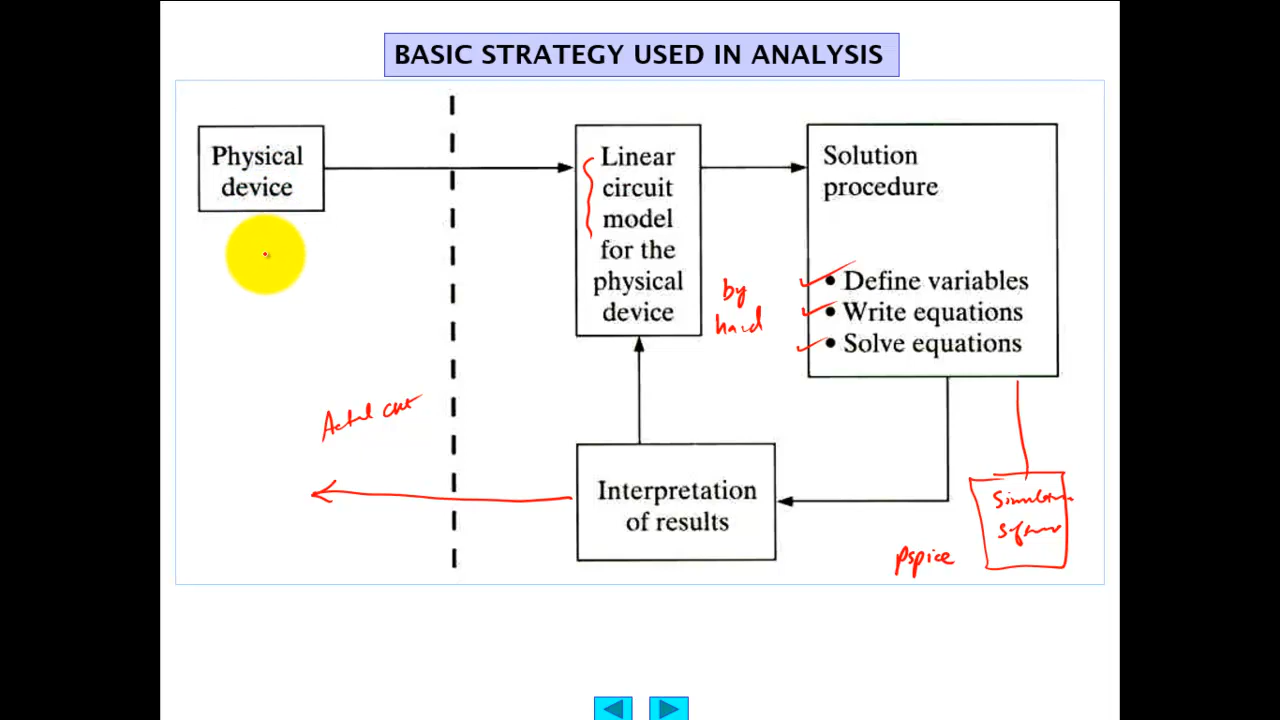 BASIC STRATEGY USED IN ANALYSIS
Physical
device
Linear
circuit
model
for the
physical
device
Solution
procedure
• Define variables
• Write equations
• Solve equations
by
hand
Interpretation
of results
pspice